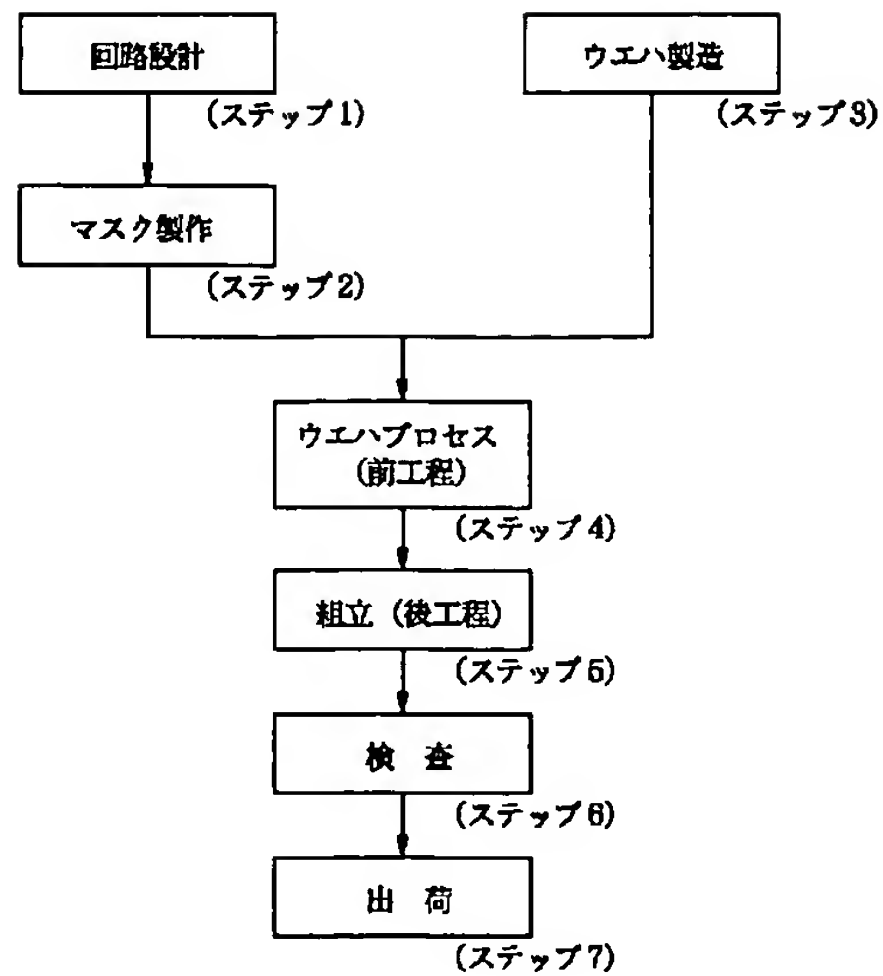 回路設計
(ステップ1)
ウエハ製造
(ステップ3)
マスク製作
(ステップ2)
ウエハプロセス
(前工程)
(ステップ4)
組立(後工程)
(ステップ5)
検 査
(ステップ6)
出 荷
(ステップ7)